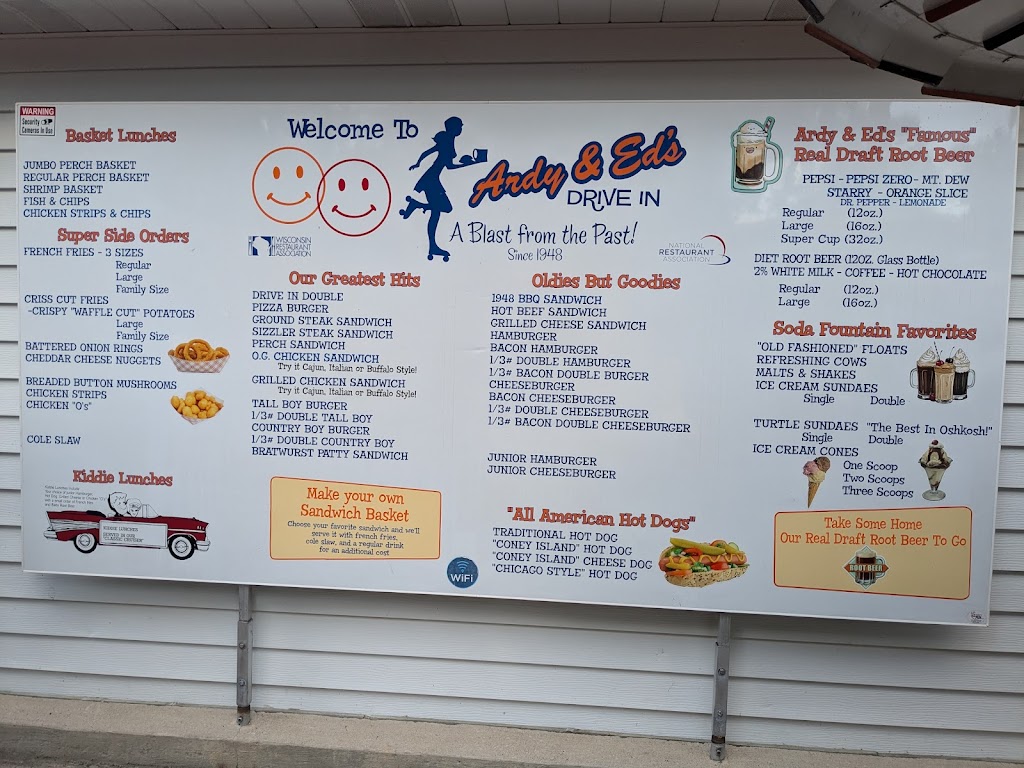 WARNING
Security
Cameras in Use
Basket Lunches
JUMBO PERCH BASKET
REGULAR PERCH BASKET
SHRIMP BASKET
FISH & CHIPS
CHICKEN STRIPS & CHIPS
Super Side Orders
FRENCH FRIES - 3 SIZES
Regular
Large
Family Size
CRISS CUT FRIES
-CRISPY "WAFFLE CUT" POTATOES
Large
Family Size
BATTERED ONION RINGS
CHEDDAR CHEESE NUGGETS
BREADED BUTTON MUSHROOMS
CHICKEN STRIPS
CHICKEN "O's"
COLE SLAW
Kiddie Lunches
KIDDIE LUNCHES
SERVED IN OUR
"CLASSIC CRUISER"
Welcome To
Ardy & Ed's
DRIVE IN
A Blast from the Past!
Since 1948
WISCONSIN
RESTAURANT
ASSOCIATION
NATIONAL
RESTAURANT
ASSOCIATION
Our Greatest Hits
DRIVE IN DOUBLE
PIZZA BURGER
GROUND STEAK SANDWICH
SIZZLER STEAK SANDWICH
PERCH SANDWICH
O.G. CHICKEN SANDWICH
Try it Cajun, Italian or Buffalo Style!
GRILLED CHICKEN SANDWICH
Try it Cajun, Italian or Buffalo Style!
TALL BOY BURGER
1/3# DOUBLE TALL BOY
COUNTRY BOY BURGER
1/3# DOUBLE COUNTRY BOY
BRATWURST PATTY SANDWICH
Make your own
Sandwich Basket
Choose your favorite sandwich and we'll
serve it with french fries,
cole slaw, and a regular drink
for an additional cost
WiFi
Oldies But Goodies
1948 BBQ SANDWICH
HOT BEEF SANDWICH
GRILLED CHEESE SANDWICH
HAMBURGER
BACON HAMBURGER
1/3# DOUBLE HAMBURGER
1/3# BACON DOUBLE BURGER
CHEESEBURGER
BACON CHEESEBURGER
1/3# DOUBLE CHEESEBURGER
1/3# BACON DOUBLE CHEESEBURGER
JUNIOR HAMBURGER
JUNIOR CHEESEBURGER
"All American Hot Dogs"
TRADITIONAL HOT DOG
"CONEY ISLAND" HOT DOG
"CONEY ISLAND" CHEESE DOG
"CHICAGO STYLE" HOT DOG
Ardy & Ed's "Famous"
Real Draft Root Beer
PEPSI - PEPSI ZERO - MT. DEW
STARRY - ORANGE SLICE
DR. PEPPER - LEMONADE
Regular (12oz.)
Large (16oz.)
Super Cup (32oz.)
DIET ROOT BEER (12OZ. Glass Bottle)
2% WHITE MILK - COFFEE - HOT CHOCOLATE
Regular (12oz.)
Large (16oz.)
Soda Fountain Favorites
"OLD FASHIONED" FLOATS
REFRESHING COWS
MALTS & SHAKES
ICE CREAM SUNDAES
Single Double
TURTLE SUNDAES "The Best In Oshkosh!"
Single Double
ICE CREAM CONES
One Scoop
Two Scoops
Three Scoops
Take Some Home
Our Real Draft Root Beer To Go
ROOT BEER